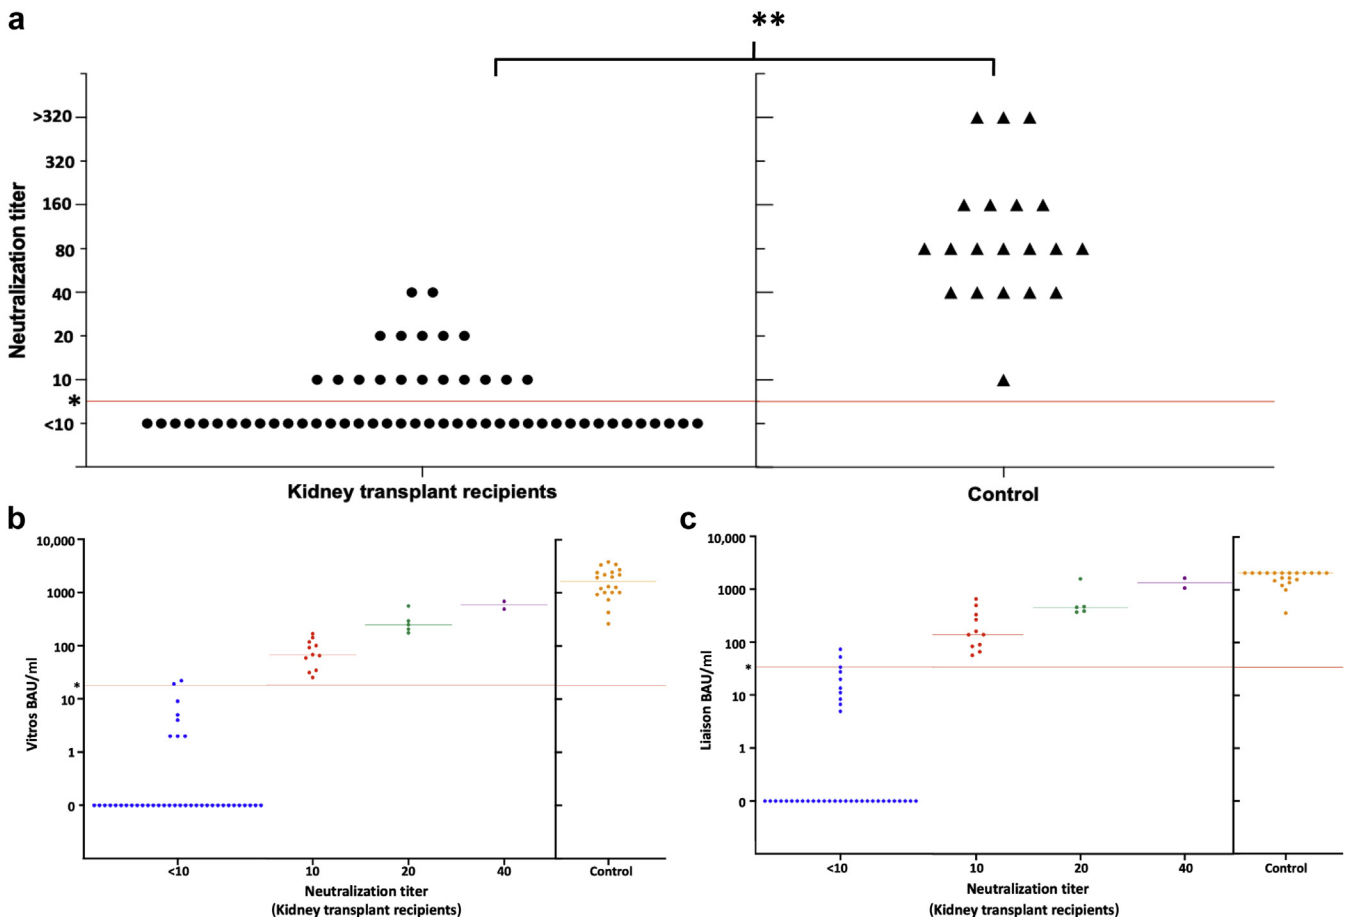 a
**
Neutralization titer
>320
320
160
80
40
20
10
*
<10
Kidney transplant recipients
Control
b
Vitros BAU/ml
10,000
1000
100
*
10
1
0
<10
10
20
40
Control
Neutralization titer
(Kidney transplant recipients)
c
Liaison BAU/ml
10,000
1000
100
*
10
1
0
<10
10
20
40
Control
Neutralization titer
(Kidney transplant recipients)